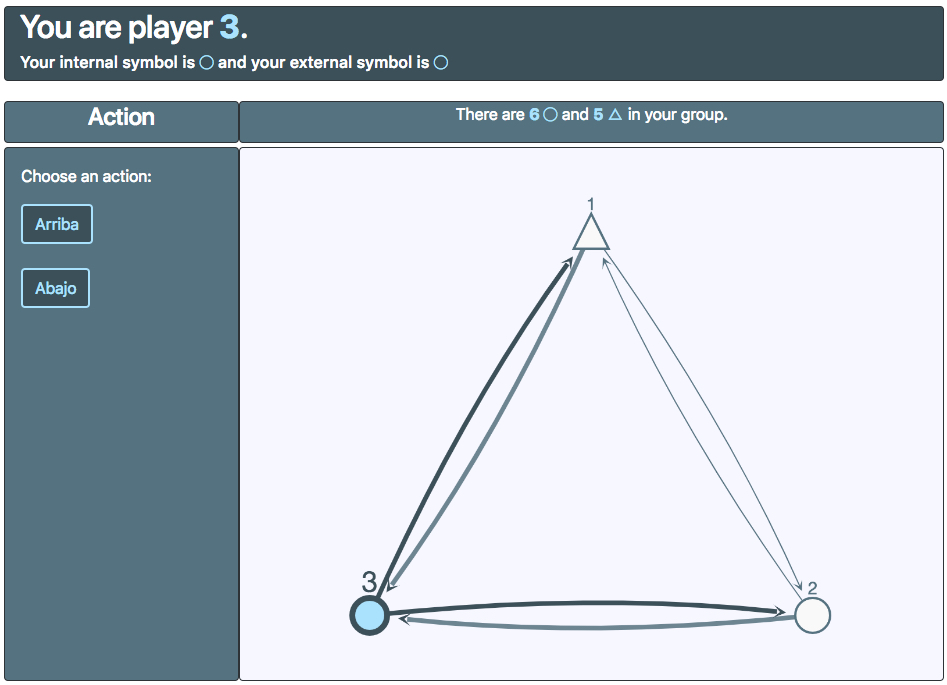 You are player 3.
Your internal symbol is ○ and your external symbol is ○
Action
There are 6 ○ and 5 △ in your group.
Choose an action:
Arriba
Abajo
1
3
2